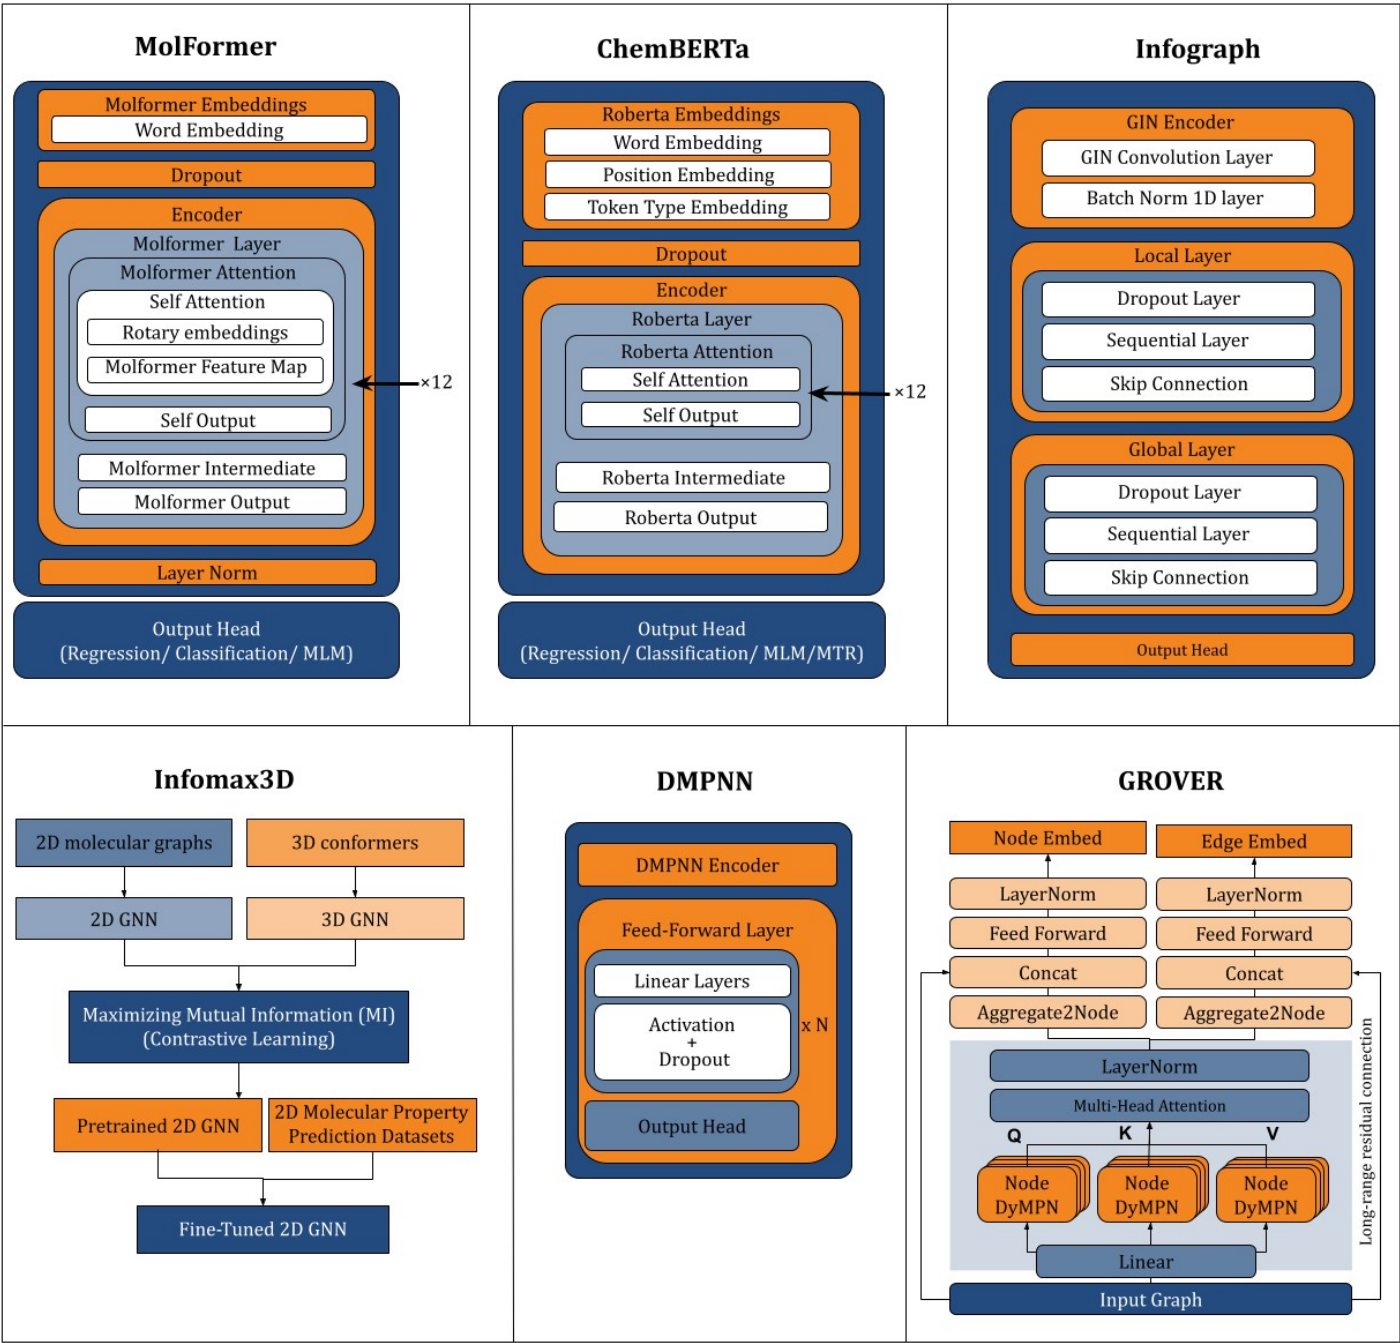 MolFormer
Molformer Embeddings
Word Embedding
Dropout
Encoder
Molformer Layer
Molformer Attention
Self Attention
Rotary embeddings
Molformer Feature Map
×12
Self Output
Molformer Intermediate
Molformer Output
Layer Norm
Output Head
(Regression/ Classification/ MLM)
ChemBERTa
Roberta Embeddings
Word Embedding
Position Embedding
Token Type Embedding
Dropout
Encoder
Roberta Layer
Roberta Attention
Self Attention
×12
Self Output
Roberta Intermediate
Roberta Output
Output Head
(Regression/ Classification/ MLM/MTR)
Infograph
GIN Encoder
GIN Convolution Layer
Batch Norm 1D layer
Local Layer
Dropout Layer
Sequential Layer
Skip Connection
Global Layer
Dropout Layer
Sequential Layer
Skip Connection
Output Head
Infomax3D
2D molecular graphs
3D conformers
2D GNN
3D GNN
Maximizing Mutual Information (MI)
(Contrastive Learning)
Pretrained 2D GNN
2D Molecular Property
Prediction Datasets
Fine-Tuned 2D GNN
DMPNN
DMPNN Encoder
Feed-Forward Layer
Linear Layers
Activation
+
Dropout
x N
Output Head
GROVER
Node Embed
Edge Embed
LayerNorm
LayerNorm
Feed Forward
Feed Forward
Concat
Concat
Aggregate2Node
Aggregate2Node
LayerNorm
Multi-Head Attention
Q
K
V
Node
DyMPN
Node
DyMPN
Node
DyMPN
Linear
Input Graph
Long-range residual connection